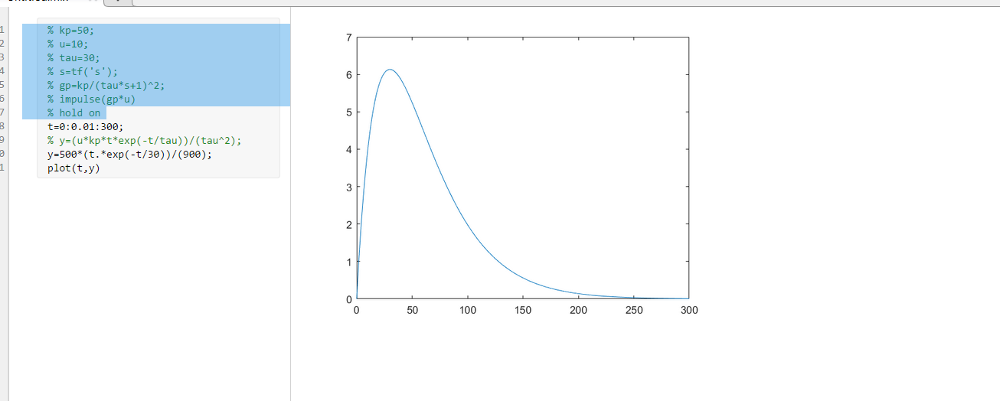 1 % kp=50;
2 % u=10;
3 % tau=30;
4 % s=tf('s');
5 % gp=kp/(tau*s+1)^2;
6 % impulse(gp*u)
7 % hold on
8 t=0:0.01:300;
9 % y=(u*kp*t*exp(-t/tau))/(tau^2);
0 y=500*(t.*exp(-t/30))/(900);
1 plot(t,y)
7
6
5
4
3
2
1
0
0 50 100 150 200 250 300